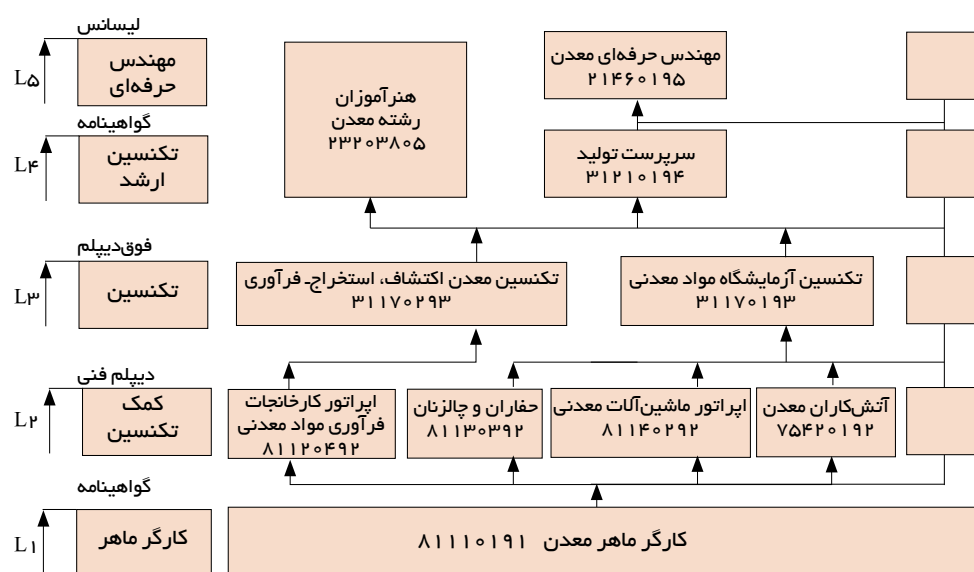 لیسانس
L۵
مهندس
حرفه‌ای
هنرآموزان
رشته معدن
۲۳۲۰۳۸۰۵
مهندس حرفه‌ای معدن
۲۱۴۶۰۱۹۵
گواهینامه
L۴
تکنسین
ارشد
سرپرست تولید
۳۱۲۱۰۱۹۴
فوق‌دیپلم
L۳
تکنسین
تکنسین معدن اکتشاف، استخراج‌ـ فرآوری
۳۱۱۷۰۲۹۳
تکنسین آزمایشگاه مواد معدنی
۳۱۱۷۰۱۹۳
دیپلم فنی
L۲
کمک
تکنسین
اپراتور کارخانجات
فرآوری مواد معدنی
۸۱۱۲۰۴۹۲
حفاران و چالزنان
۸۱۱۳۰۳۹۲
اپراتور ماشین‌آلات معدنی
۸۱۱۴۰۲۹۲
آتش‌کاران معدن
۷۵۴۲۰۱۹۲
گواهینامه
L۱
کارگر ماهر
کارگر ماهر معدن ۸۱۱۱۰۱۹۱